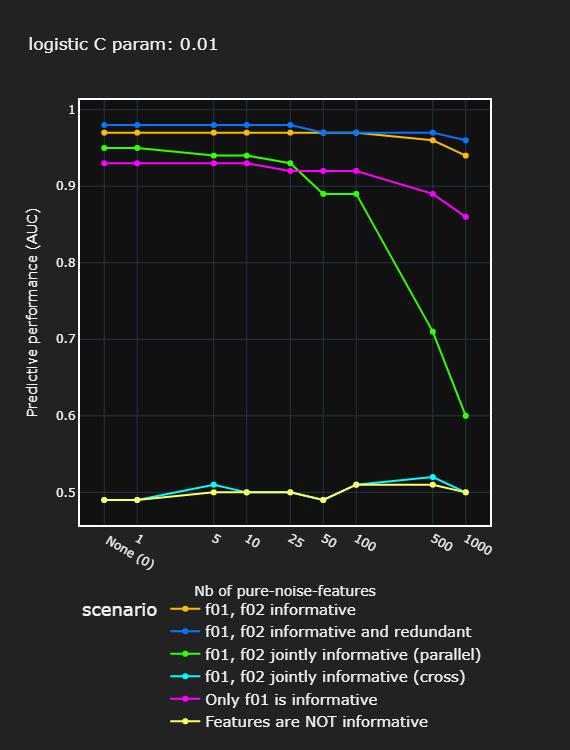 logistic C param: 0.01
1
0.9
0.8
0.7
0.6
0.5
Predictive performance (AUC)
None (0)
1
5
10
25
50
100
500
1000
Nb of pure-noise-features
scenario
f01, f02 informative
f01, f02 informative and redundant
f01, f02 jointly informative (parallel)
f01, f02 jointly informative (cross)
Only f01 is informative
Features are NOT informative